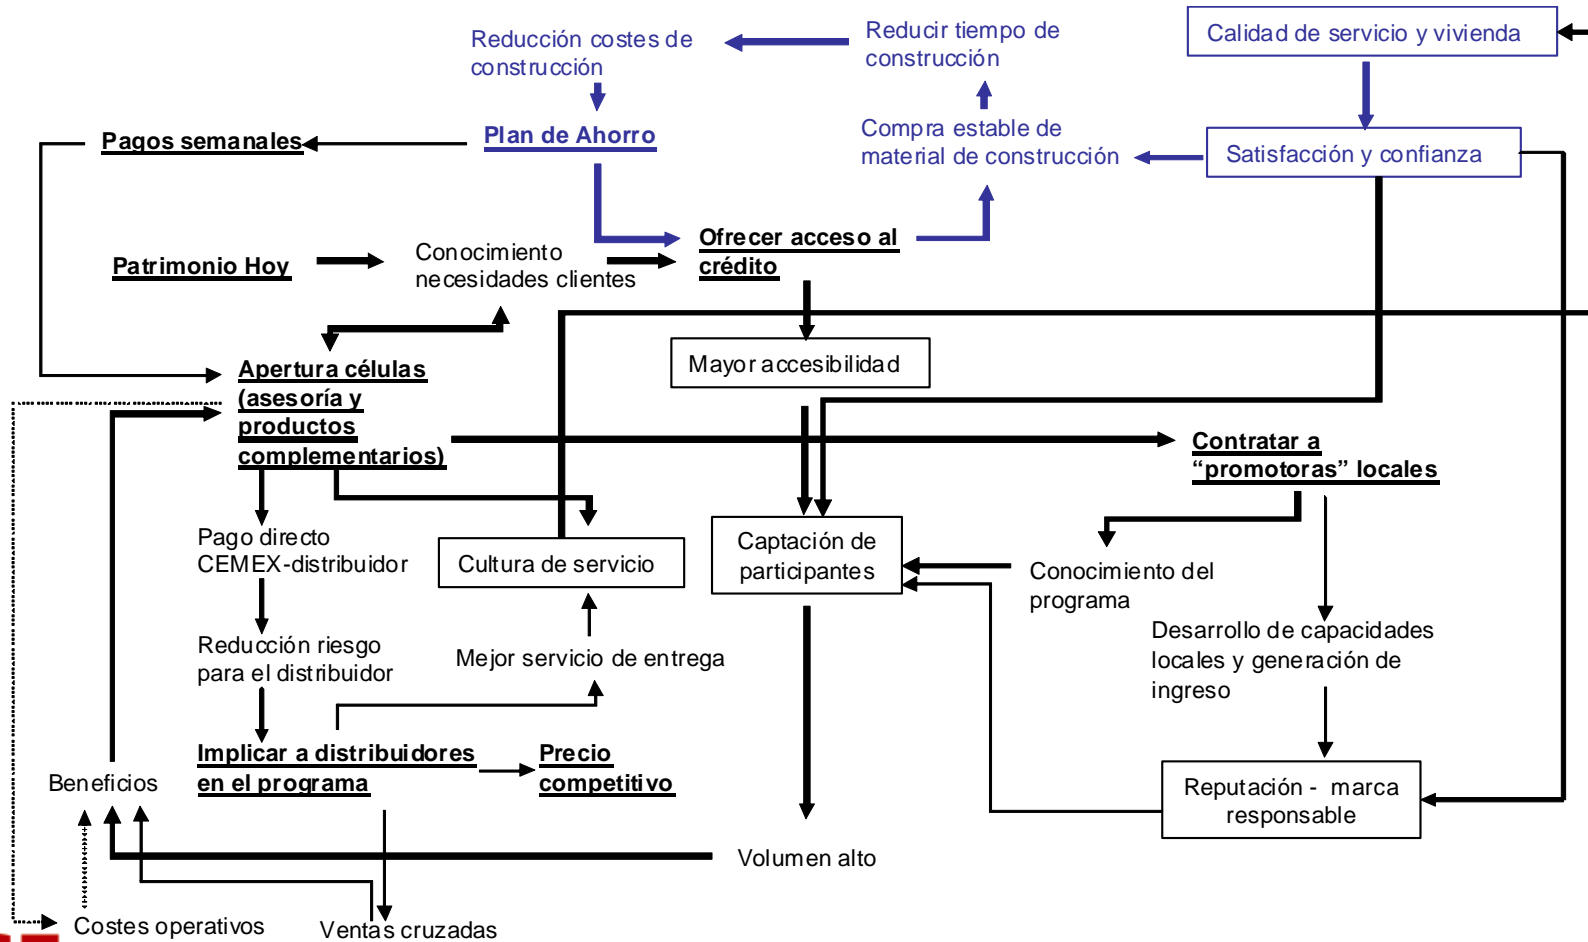 Reducción costes de
construcción
Reducir tiempo de
construcción
Calidad de servicio y vivienda
Pagos semanales
Plan de Ahorro
Compra estable de
material de construcción
Satisfacción y confianza
Patrimonio Hoy
Conocimiento
necesidades clientes
Ofrecer acceso al
crédito
Mayor accesibilidad
Apertura células
(asesoría y
productos
complementarios)
Contratar a
“promotoras” locales
Pago directo
CEMEX-distribuidor
Cultura de servicio
Captación de
participantes
Conocimiento del
programa
Reducción riesgo
para el distribuidor
Mejor servicio de entrega
Desarrollo de capacidades
locales y generación de
ingreso
Implicar a distribuidores
en el programa
Precio
competitivo
Beneficios
Reputación - marca
responsable
Volumen alto
Costes operativos
Ventas cruzadas